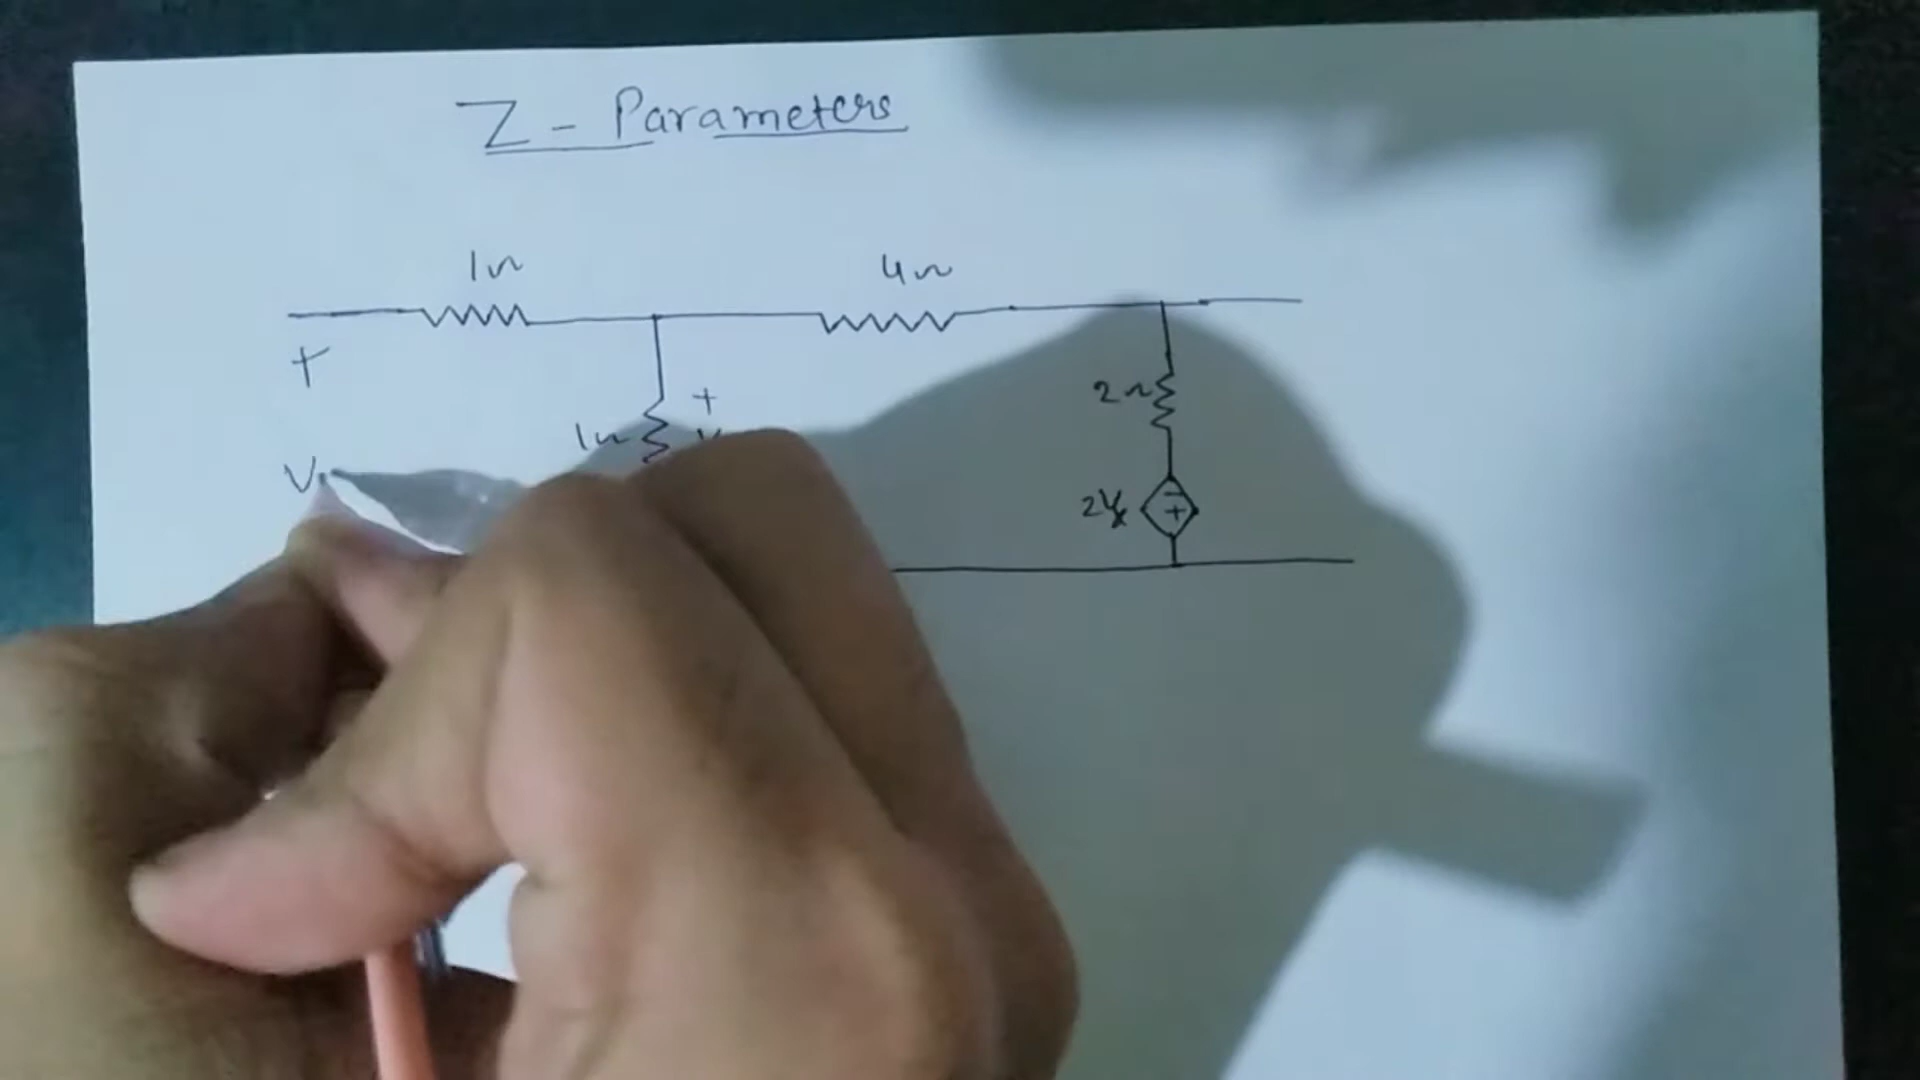 Z - Parameters
1Ω 4Ω
+
+
2Ω
1Ω
V
2Vx
-
+